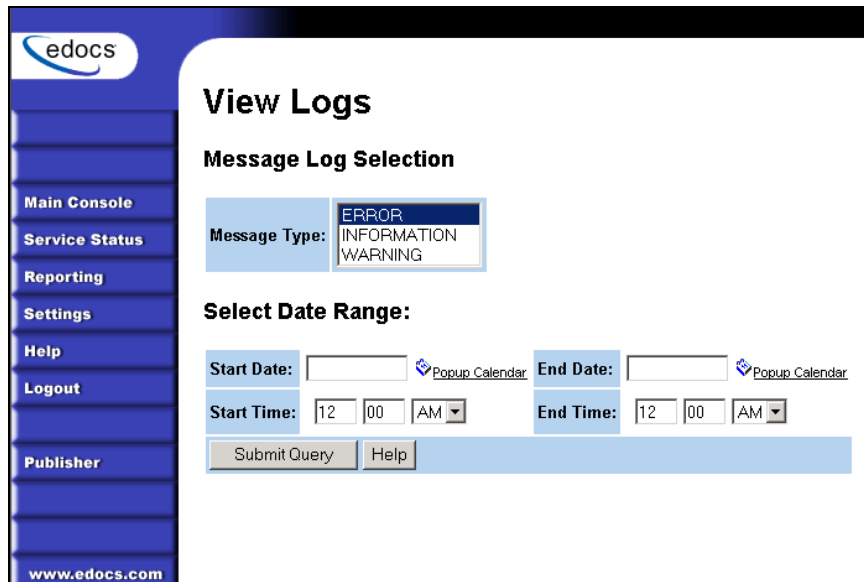 edocs
Main Console
Service Status
Reporting
Settings
Help
Logout
Publisher
www.edocs.com
View Logs
Message Log Selection
Message Type:
ERROR
INFORMATION
WARNING
Select Date Range:
Start Date: Popup Calendar End Date: Popup Calendar
Start Time: 12 00 AM End Time: 12 00 AM
Submit Query Help